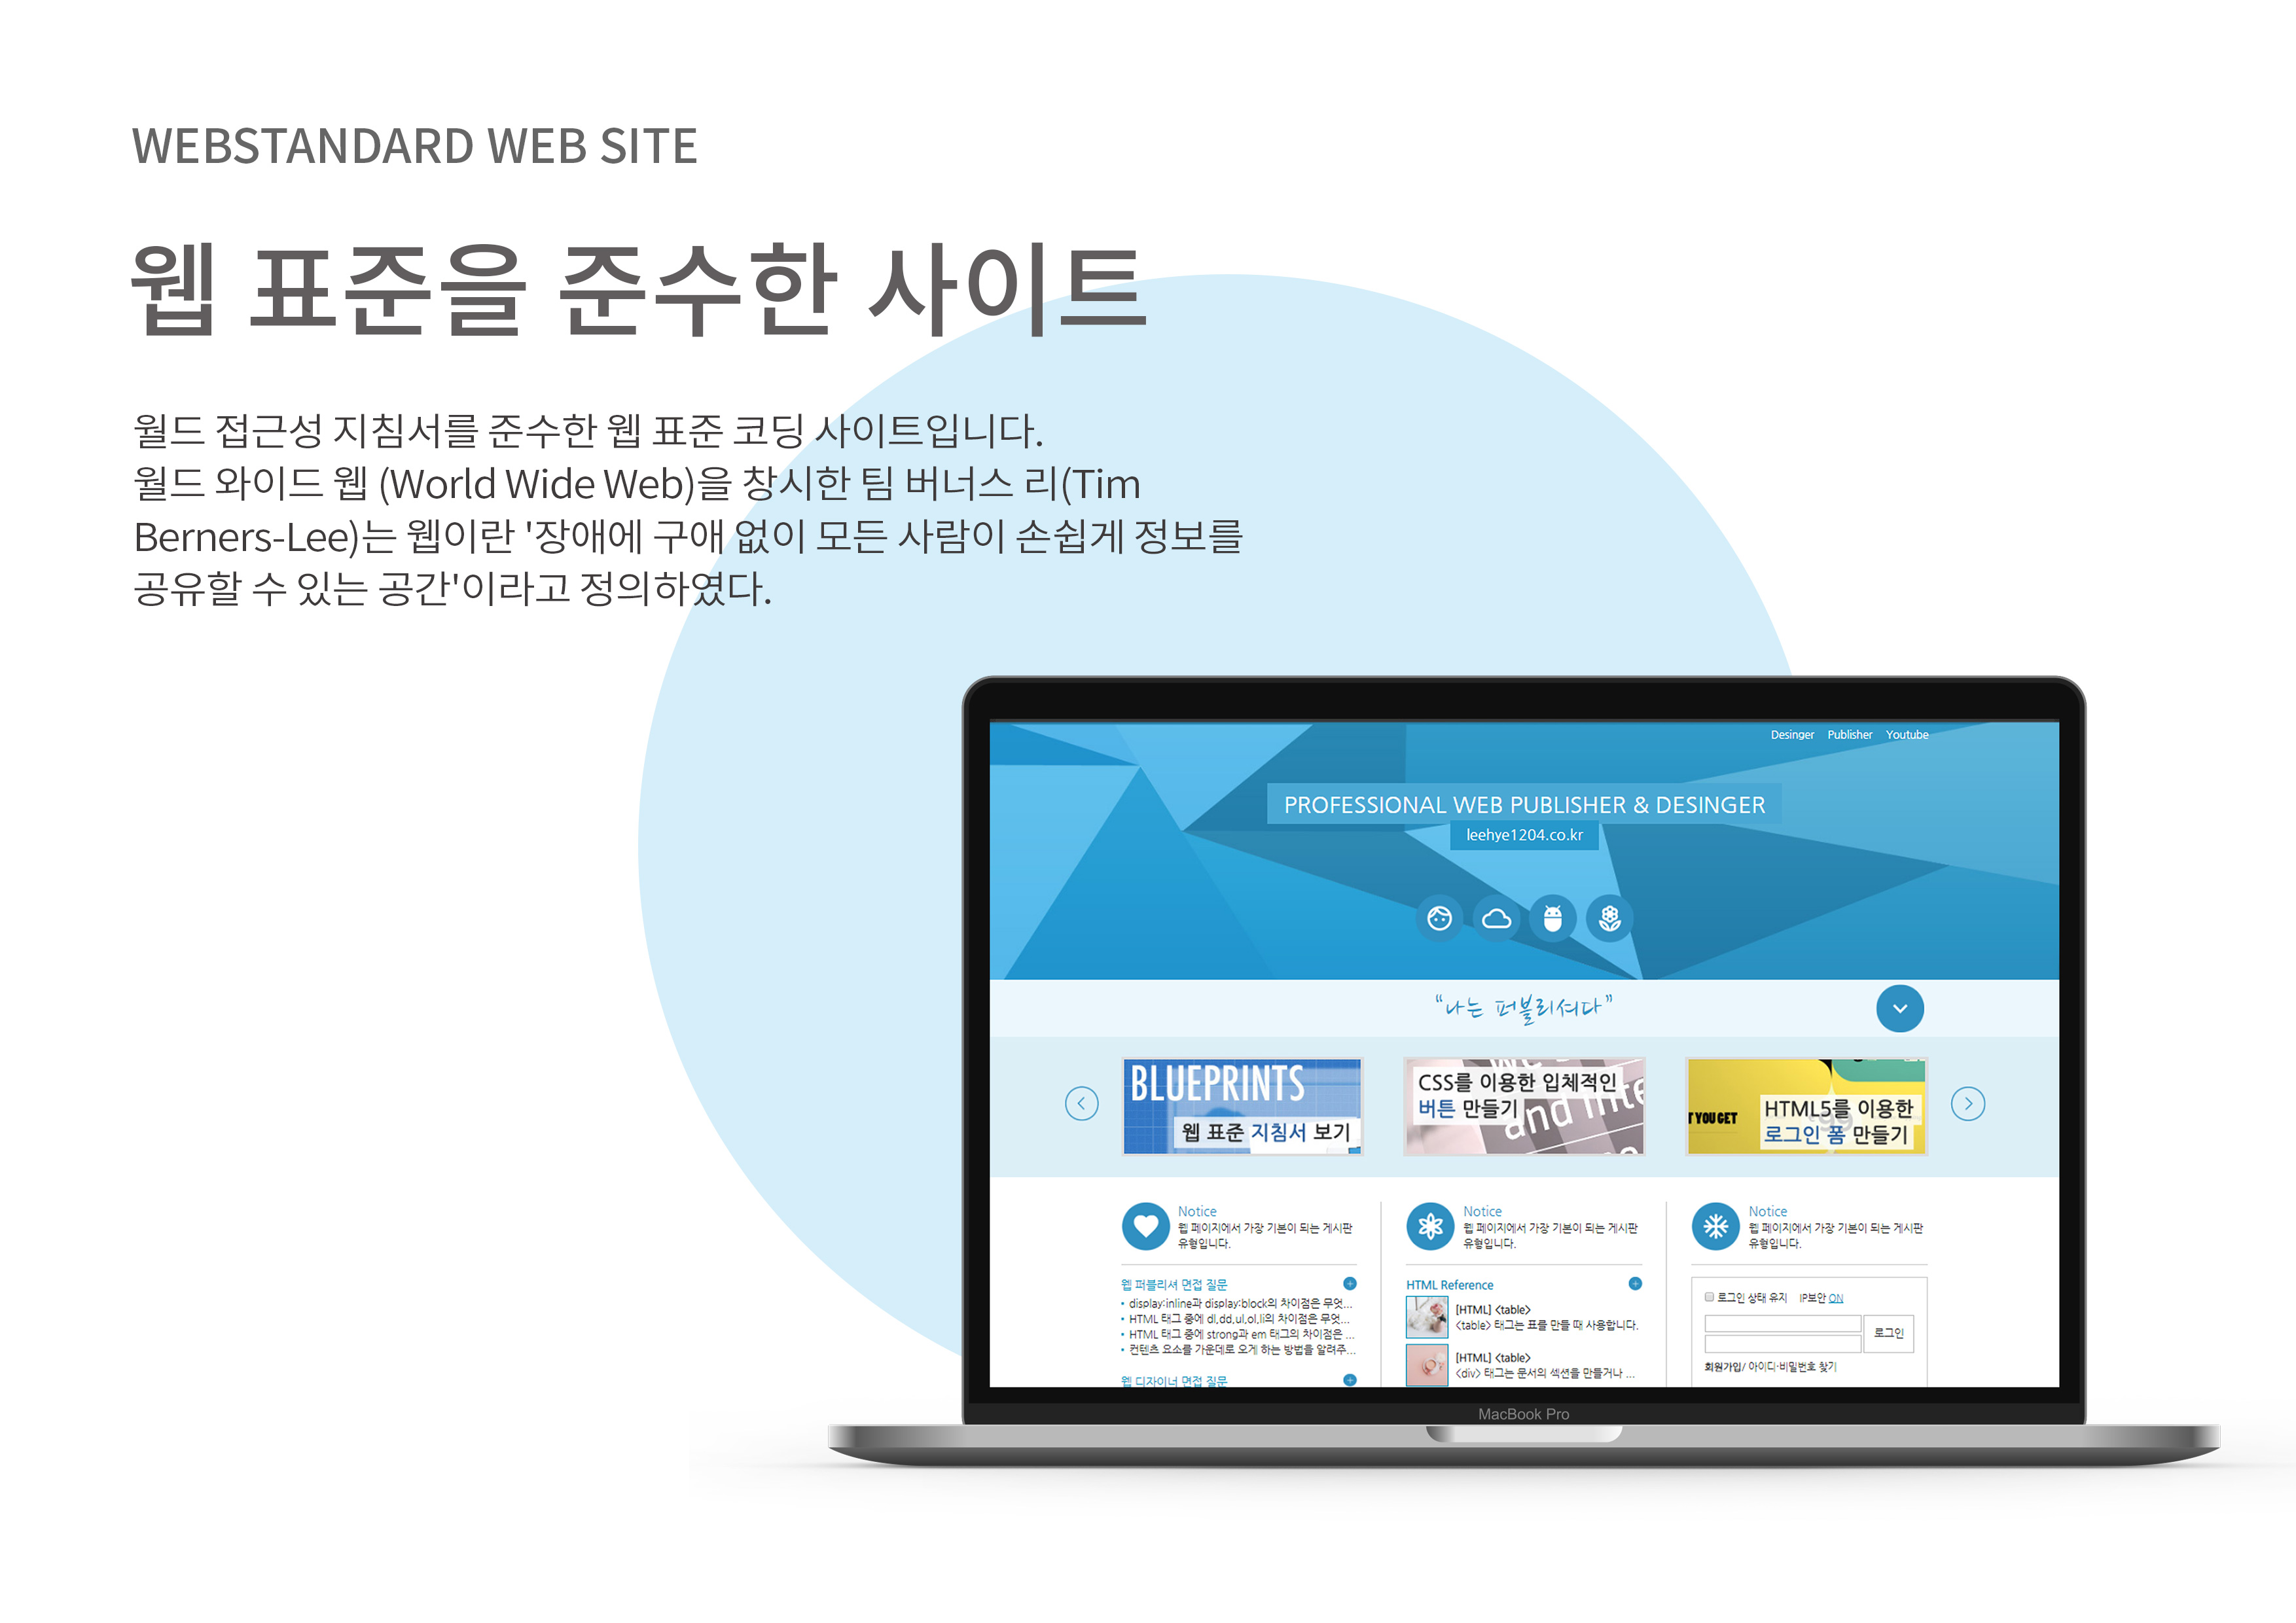 WEBSTANDARD WEB SITE
웹 표준을 준수한 사이트
월드 접근성 지침서를 준수한 웹 표준 코딩 사이트입니다.
월드 와이드 웹 (World Wide Web)을 창시한 팀 버너스 리(Tim
Berners-Lee)는 웹이란 '장애에 구애 없이 모든 사람이 손쉽게 정보를
공유할 수 있는 공간'이라고 정의하였다.
Desinger Publisher Youtube
PROFESSIONAL WEB PUBLISHER & DESINGER
leehye1204.co.kr
“나는 퍼블리셔다”
BLUEPRINTS
웹 표준 지침서 보기
CSS를 이용한 입체적인
버튼 만들기
and inte
T YOU GET
HTML5를 이용한
로그인 폼 만들기
Notice
웹 페이지에서 가장 기본이 되는 게시판
유형입니다.
웹 퍼블리셔 면접 질문
• display:inline과 display:block의 차이점은 무엇...
• HTML 태그 중에 dl,dd,ul,ol,li의 차이점은 무엇...
• HTML 태그 중에 strong과 em 태그의 차이점은 ...
• 컨텐츠 요소를 가운데로 오게 하는 방법을 알려주...
웹 디자이너 면접 질문
Notice
웹 페이지에서 가장 기본이 되는 게시판
유형입니다.
HTML Reference
[HTML] <table>
<table> 태그는 표를 만들 때 사용합니다.
[HTML] <table>
<div> 태그는 문서의 섹션을 만들거나 ...
Notice
웹 페이지에서 가장 기본이 되는 게시판
유형입니다.
로그인 상태 유지 IP보안 ON
로그인
회원가입/ 아이디·비밀번호 찾기
MacBook Pro